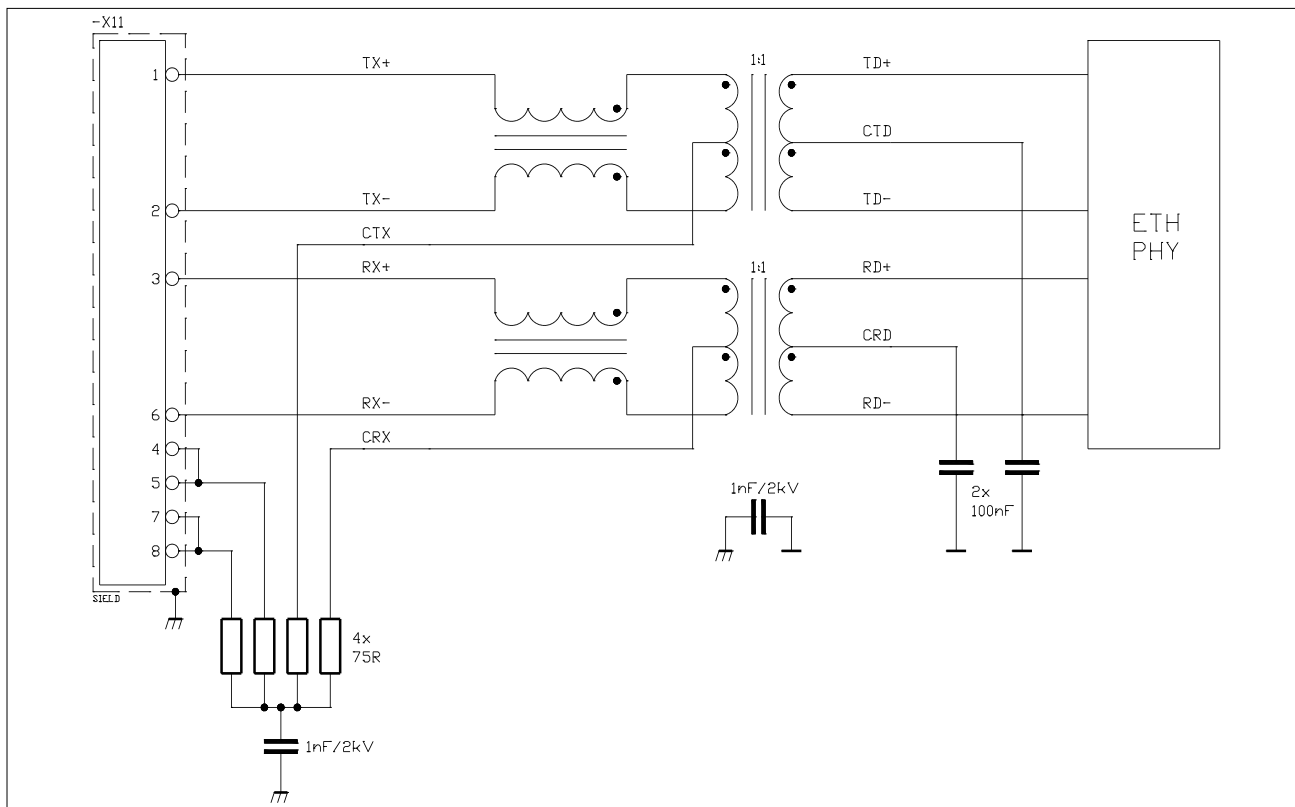 -X11
1:1
1
TX+
TD+
CTD
2
TX-
TD-
CTX
ETH
PHY
3
RX+
1:1
RD+
CRD
6
RX-
RD-
4
CRX
5
1nF/2kV
2x
100nF
7
8
SIELD
4x
75R
1nF/2kV